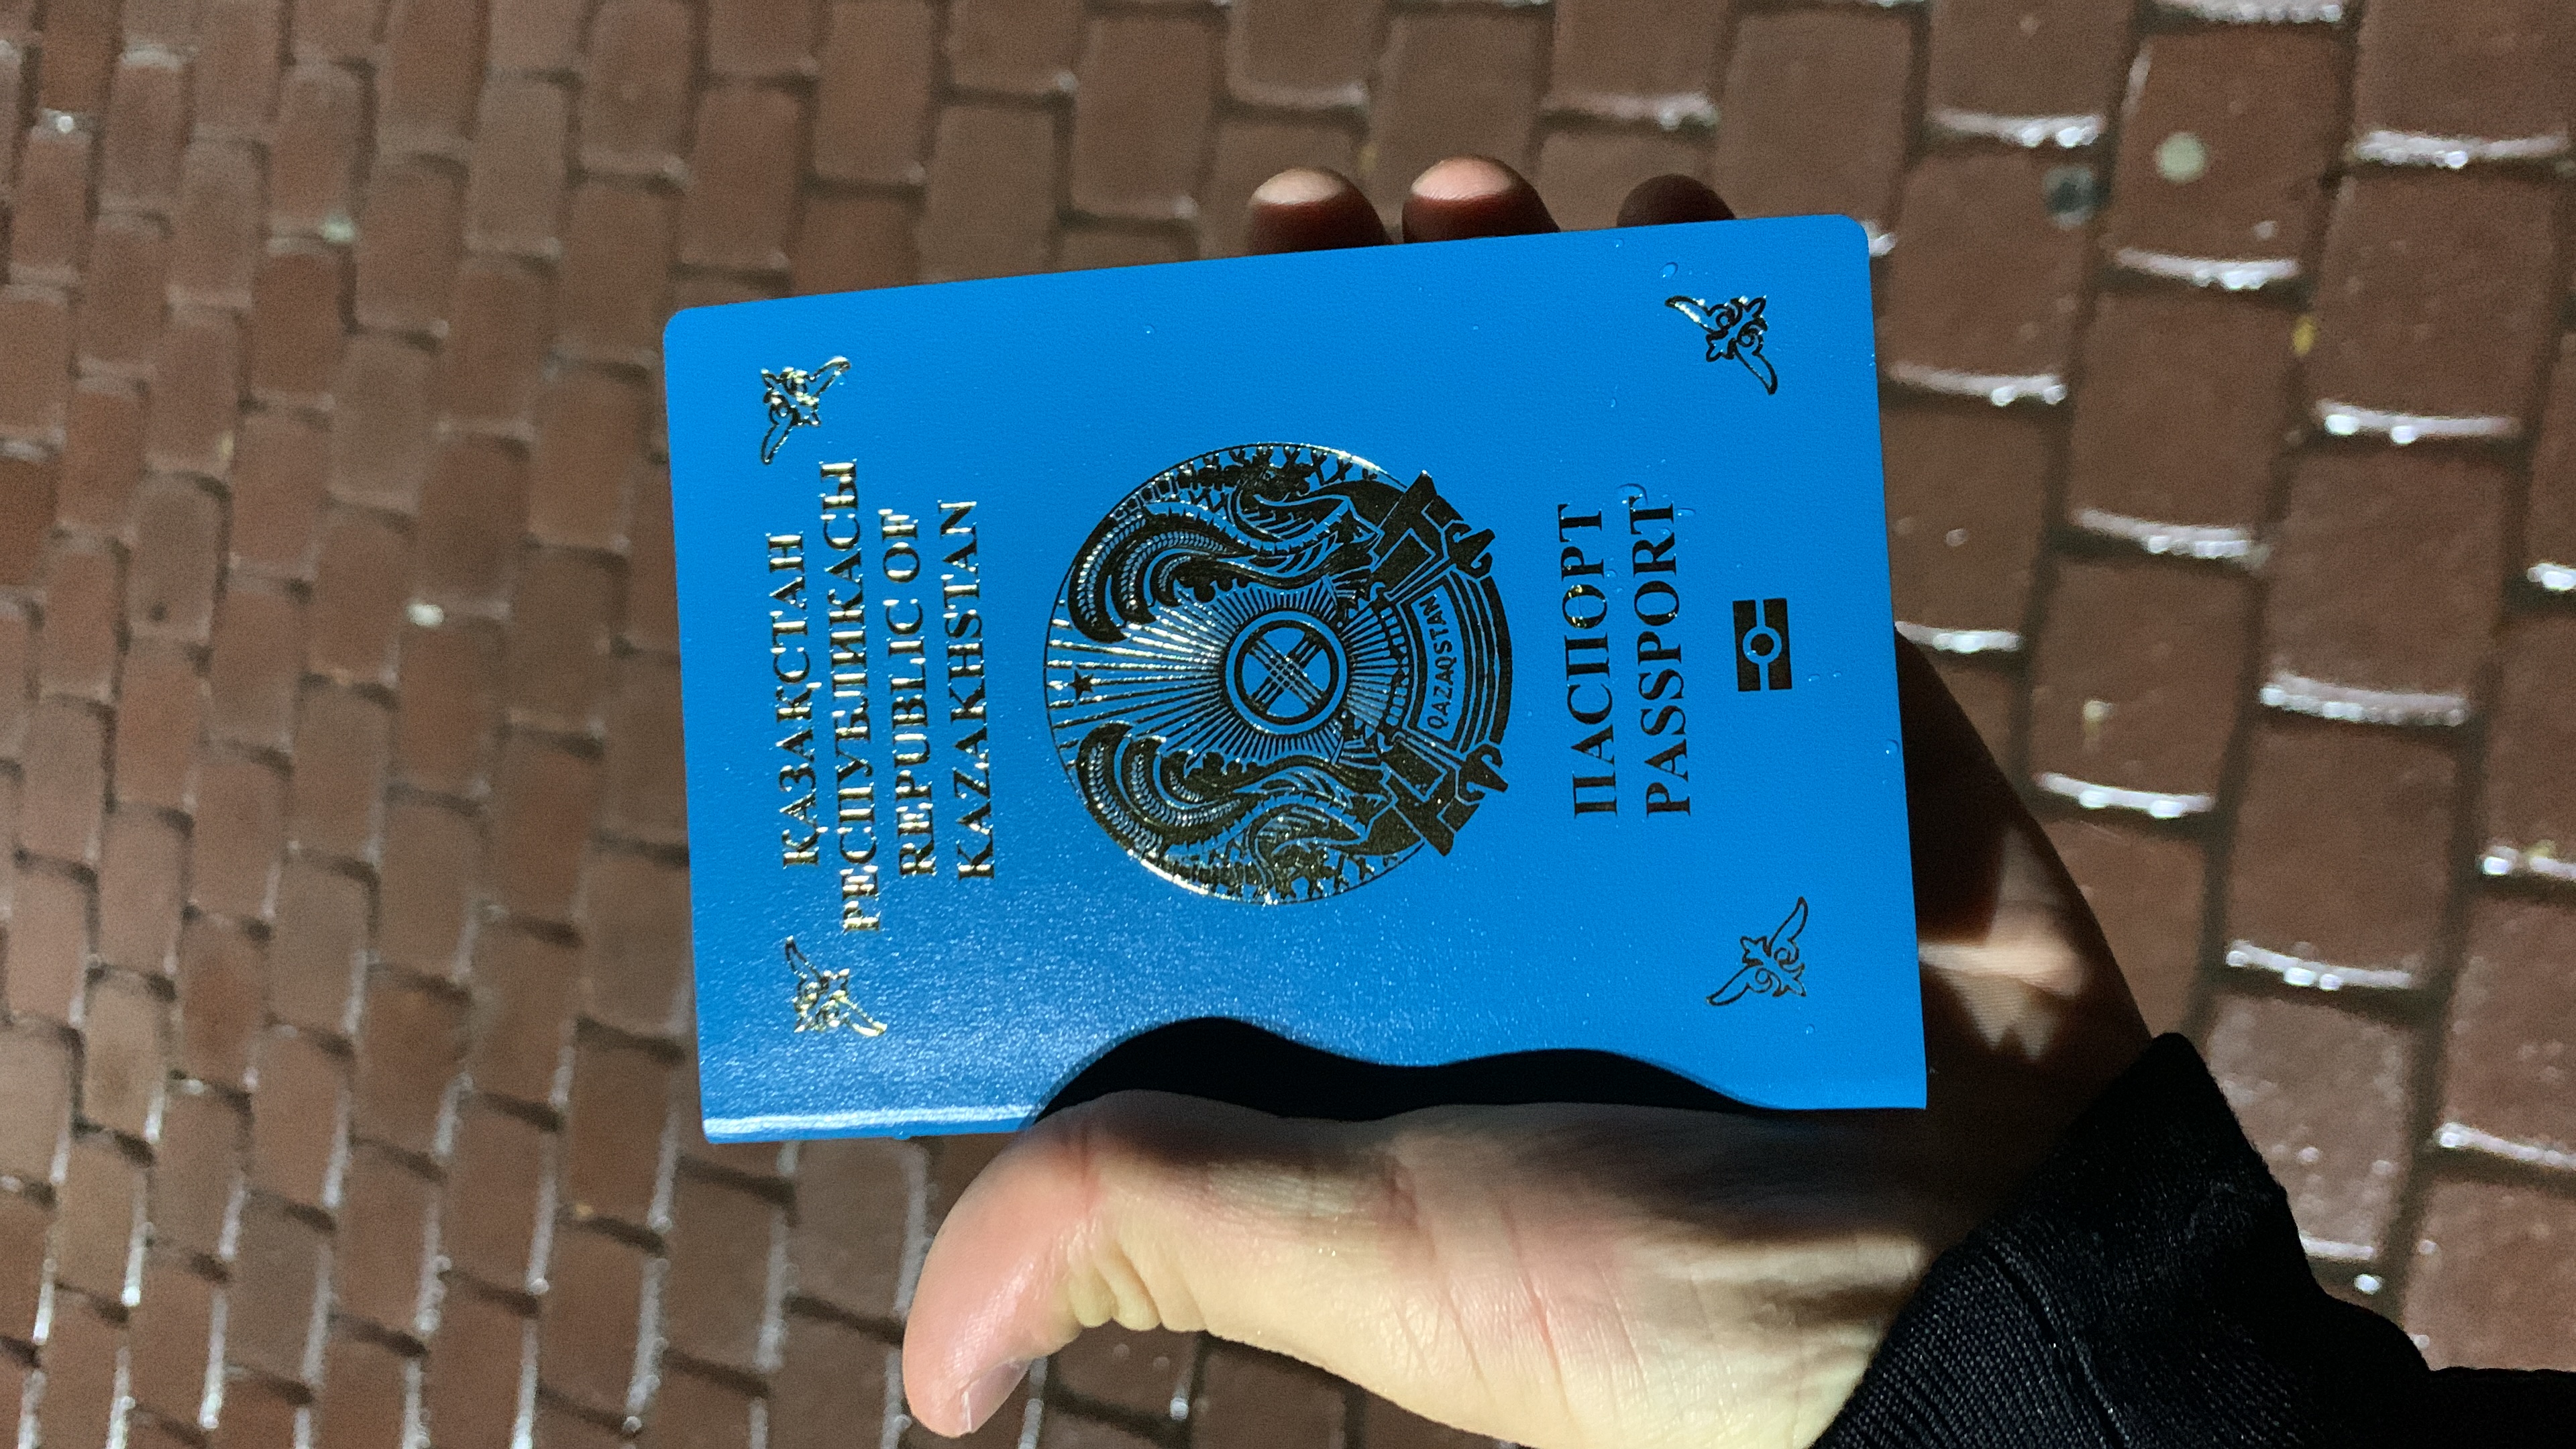 ҚАЗАҚСТАН
РЕСПУБЛИКАСЫ
REPUBLIC OF
KAZAKHSTAN
QAZAQSTAN
ПАСПОРТ
PASSPORT